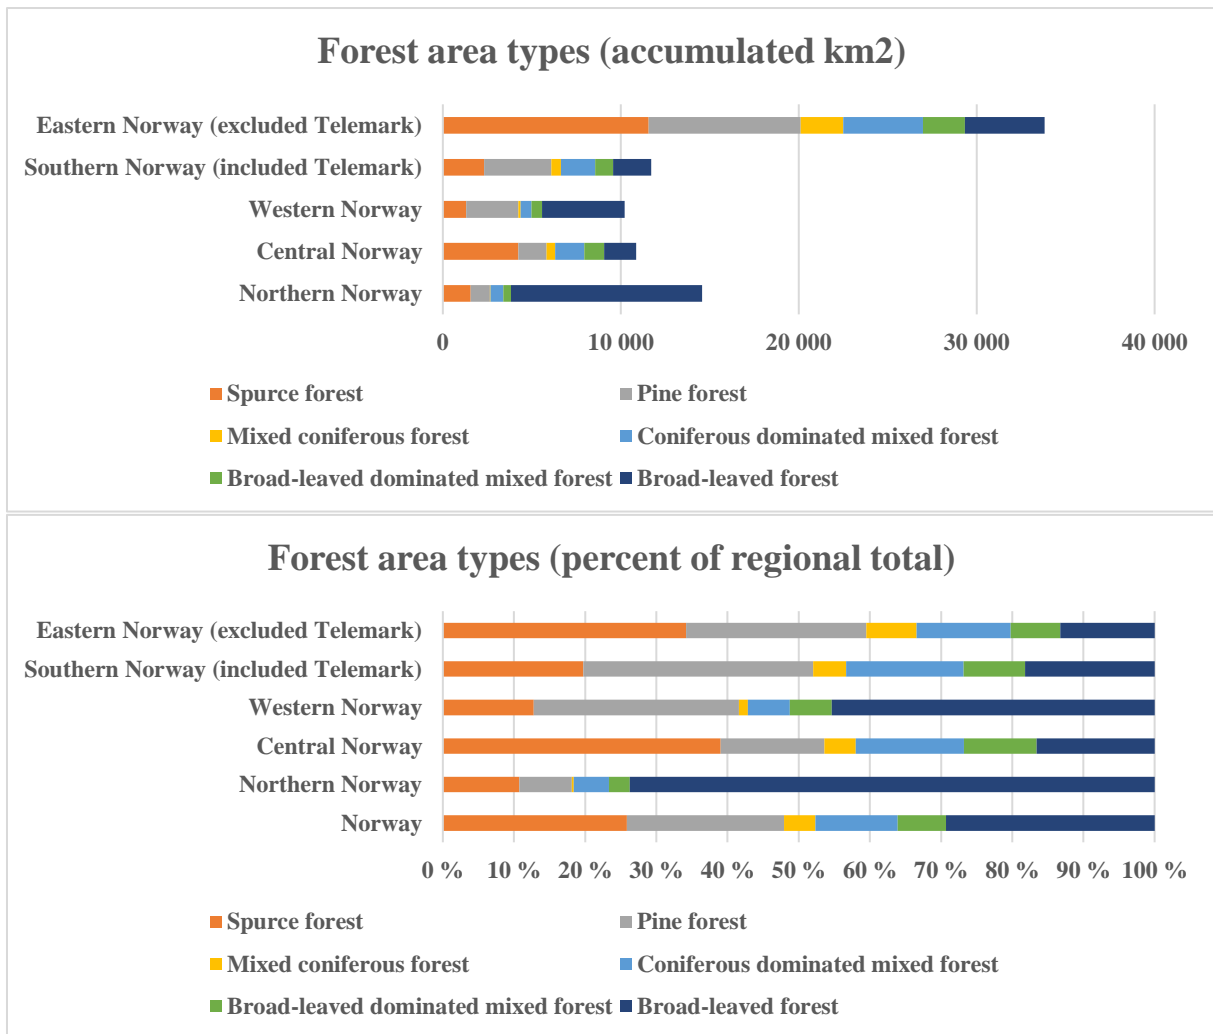 Forest area types (accumulated km2)
Eastern Norway (excluded Telemark)
Southern Norway (included Telemark)
Western Norway
Central Norway
Northern Norway
0 10 000 20 000 30 000 40 000
Spurce forest Pine forest
Mixed coniferous forest Coniferous dominated mixed forest
Broad-leaved dominated mixed forest Broad-leaved forest
Forest area types (percent of regional total)
Eastern Norway (excluded Telemark)
Southern Norway (included Telemark)
Western Norway
Central Norway
Northern Norway
Norway
0 % 10 % 20 % 30 % 40 % 50 % 60 % 70 % 80 % 90 % 100 %
Spurce forest Pine forest
Mixed coniferous forest Coniferous dominated mixed forest
Broad-leaved dominated mixed forest Broad-leaved forest